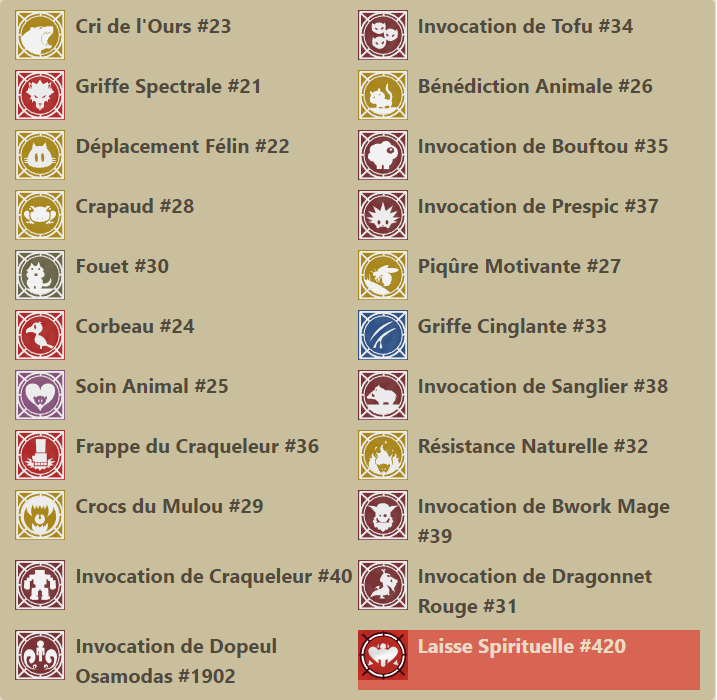 Cri de l'Ours #23
Invocation de Tofu #34
Griffe Spectrale #21
Bénédiction Animale #26
Déplacement Félin #22
Invocation de Bouftou #35
Crapaud #28
Invocation de Prespic #37
Fouet #30
Piqûre Motivante #27
Corbeau #24
Griffe Cinglante #33
Soin Animal #25
Invocation de Sanglier #38
Frappe du Craqueleur #36
Résistance Naturelle #32
Crocs du Mulou #29
Invocation de Bwork Mage
#39
Invocation de Craqueleur #40
Invocation de Dragonnet
Rouge #31
Invocation de Dopeul
Osamodas #1902
Laisse Spirituelle #420